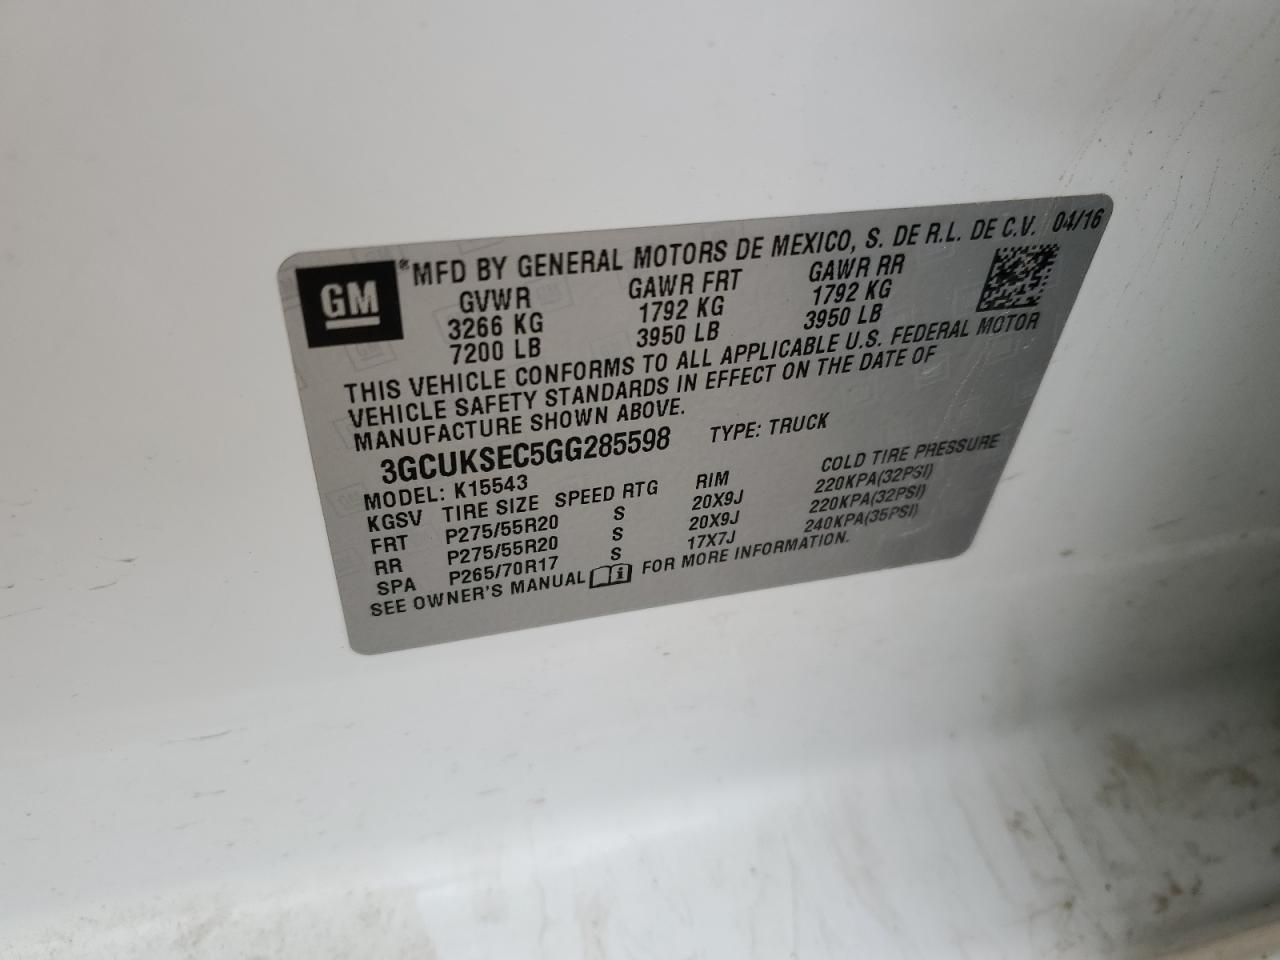 GM
®MFD BY GENERAL MOTORS DE MEXICO, S. DE R.L. DE C.V. 04/16
GVWR GAWR FRT GAWR RR
3266 KG 1792 KG 1792 KG
7200 LB 3950 LB 3950 LB
THIS VEHICLE CONFORMS TO ALL APPLICABLE U.S. FEDERAL MOTOR
VEHICLE SAFETY STANDARDS IN EFFECT ON THE DATE OF
MANUFACTURE SHOWN ABOVE.
3GCUKSEC5GG285598 TYPE: TRUCK
MODEL: K15543
KGSV TIRE SIZE SPEED RTG RIM COLD TIRE PRESSURE
FRT P275/55R20 S 20X9J 220KPA(32PSI)
RR P275/55R20 S 20X9J 220KPA(32PSI)
SPA P265/70R17 S 17X7J 240KPA(35PSI)
SEE OWNER'S MANUAL FOR MORE INFORMATION.